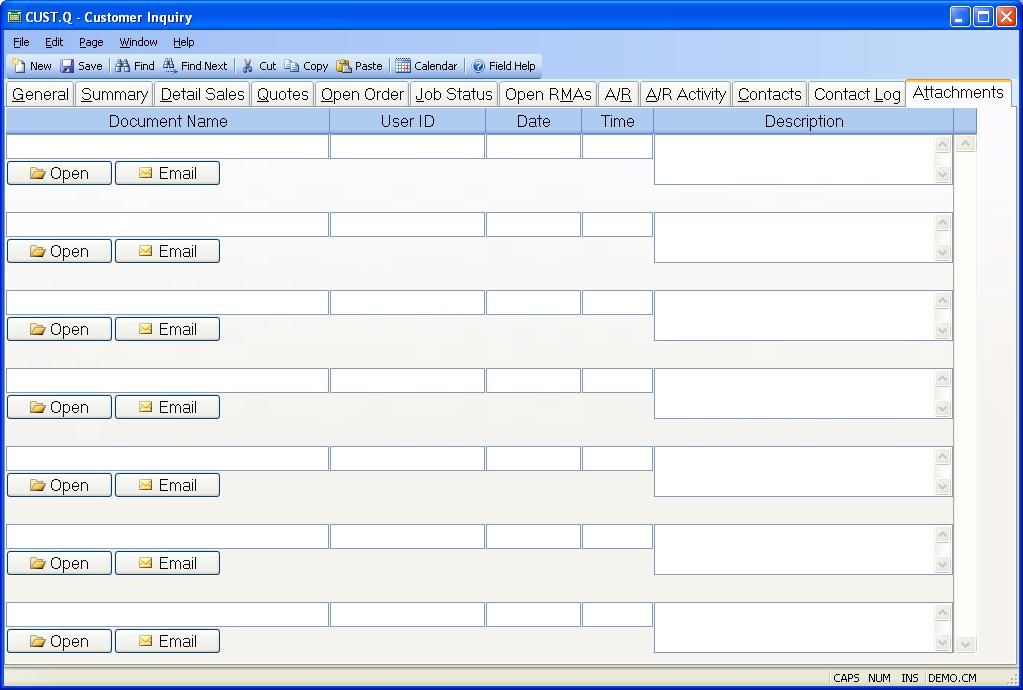 CUST.Q - Customer Inquiry
File Edit Page Window Help
New Save Find Find Next Cut Copy Paste Calendar Field Help
General Summary Detail Sales Quotes Open Order Job Status Open RMAs A/R A/R Activity Contacts Contact Log Attachments
Document Name User ID Date Time Description
Open Email
Open Email
Open Email
Open Email
Open Email
Open Email
Open Email
CAPS NUM INS DEMO.CM